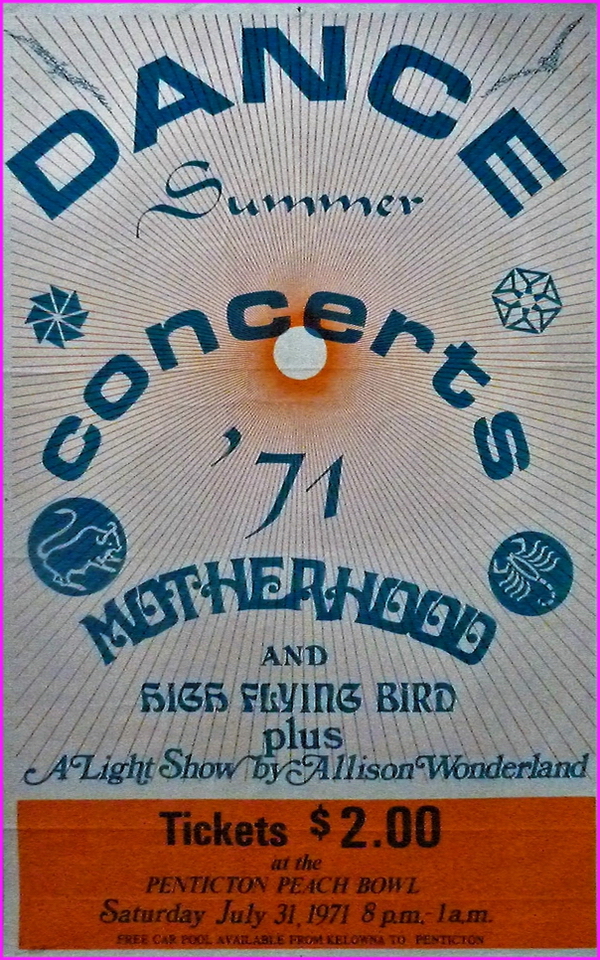 DANCE
Summer
concerts
'71
MOTHERHOOD
AND
HIGH FLYING BIRD
plus
A Light Show by Allison Wonderland
Tickets $2.00
at the
PENTICTON PEACH BOWL
Saturday July 31, 1971 8 p.m.-1 a.m.
FREE CAR POOL AVAILABLE FROM KELOWNA TO PENTICTON